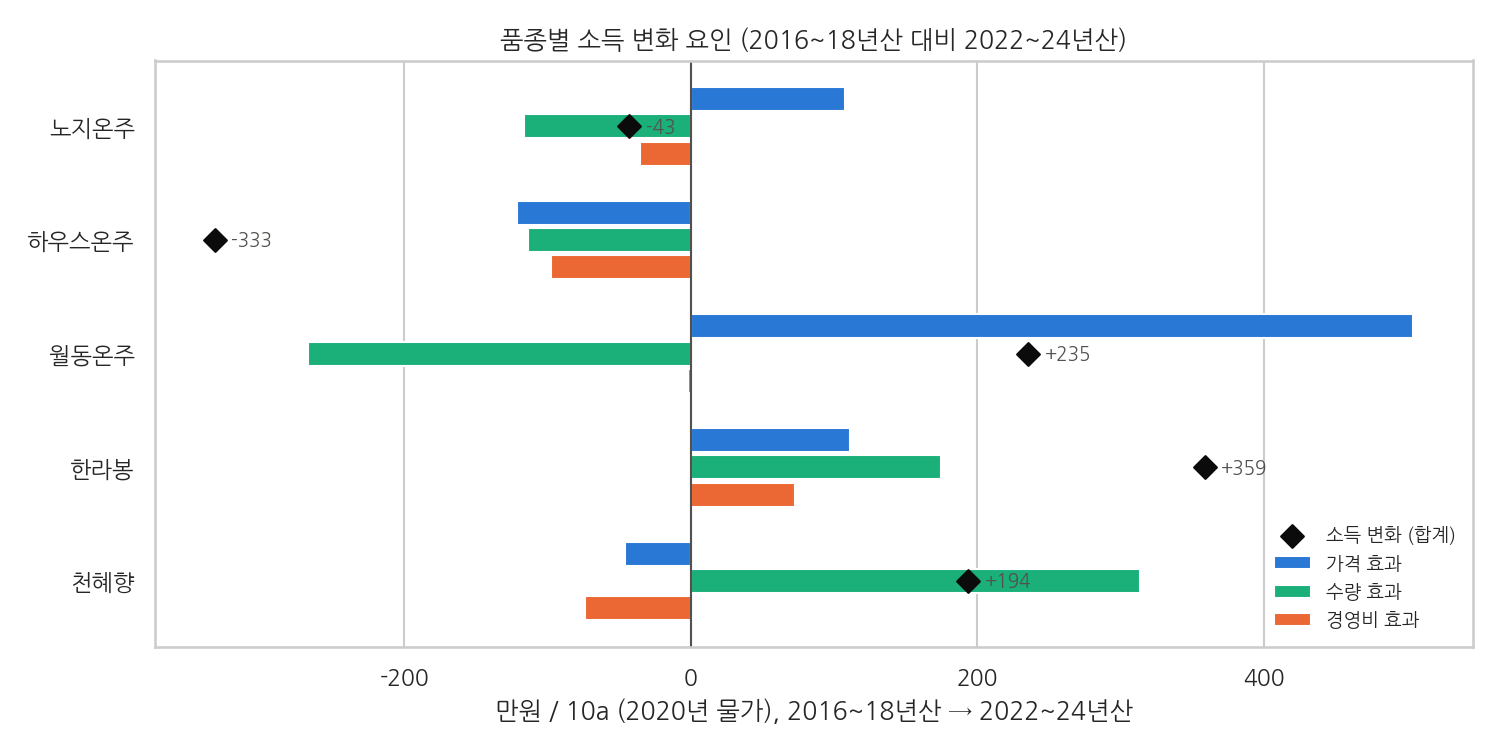 품종별 소득 변화 요인 (2016~18년산 대비 2022~24년산)
노지온주
-43
하우스온주
-333
월동온주
+235
한라봉
+359
천혜향
+194
소득 변화 (합계)
가격 효과
수량 효과
경영비 효과
-200 0 200 400
만원 / 10a (2020년 물가), 2016~18년산 → 2022~24년산